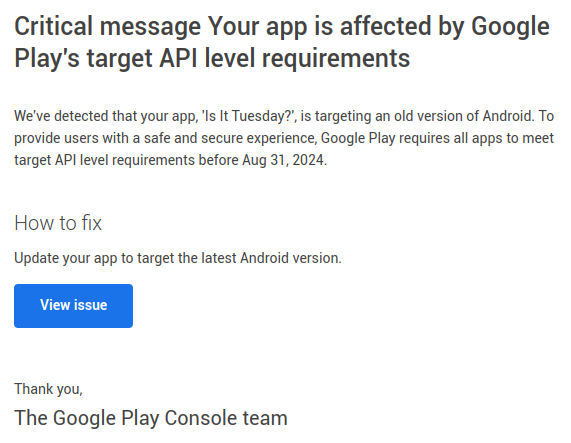 Critical message Your app is affected by Google
Play's target API level requirements
We've detected that your app, 'Is It Tuesday?', is targeting an old version of Android. To
provide users with a safe and secure experience, Google Play requires all apps to meet
target API level requirements before Aug 31, 2024.
How to fix
Update your app to target the latest Android version.
View issue
Thank you,
The Google Play Console team